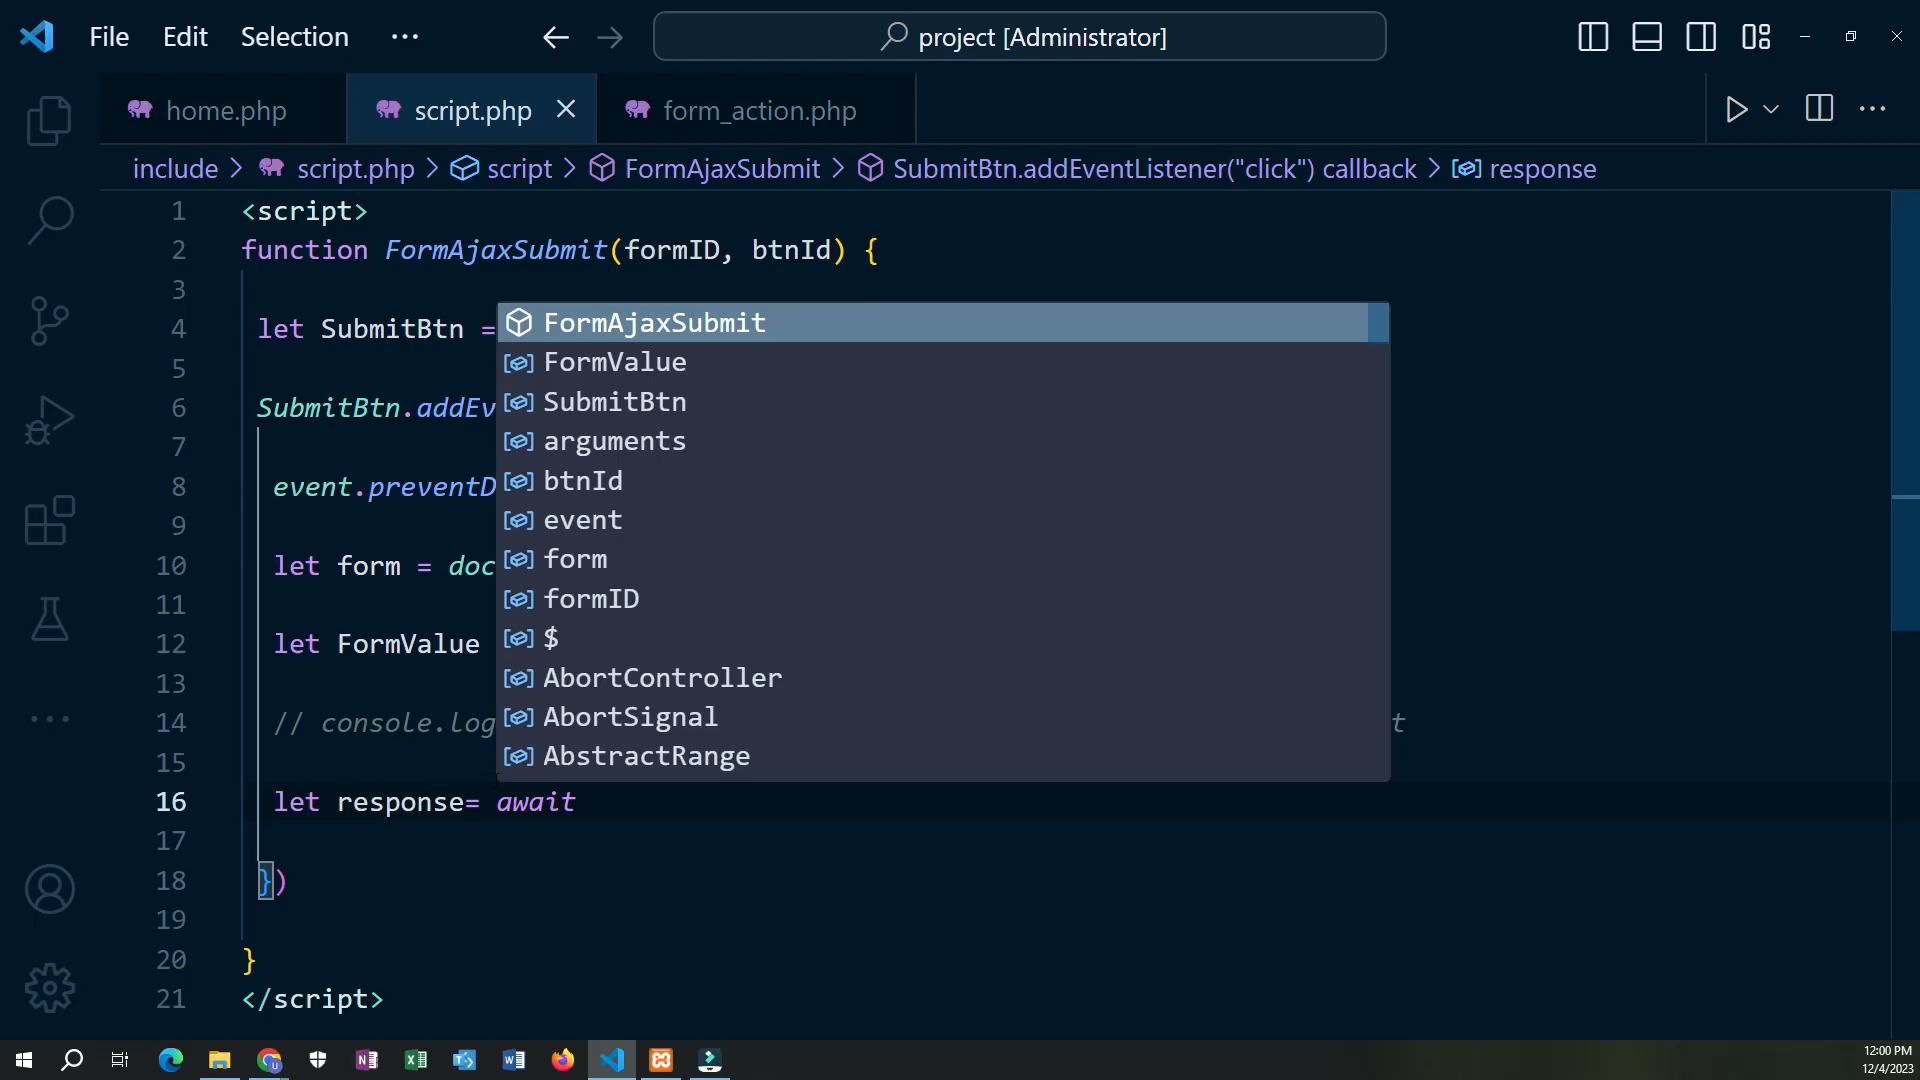 File Edit Selection ··· project [Administrator]
home.php script.php form_action.php
include > script.php > script > FormAjaxSubmit > SubmitBtn.addEventListener("click") callback > response
1 <script>
2 function FormAjaxSubmit(formID, btnId) {
3
4 let SubmitBtn =
5
6 SubmitBtn.addEv
7
8 event.preventD
9
10 let form = doc
11
12 let FormValue
13
14 // console.log t
15
16 let response= await
17
18 })
19
20 }
21 </script>
FormAjaxSubmit
FormValue
SubmitBtn
arguments
btnId
event
form
formID
$
AbortController
AbortSignal
AbstractRange
12:00 PM
12/4/2023